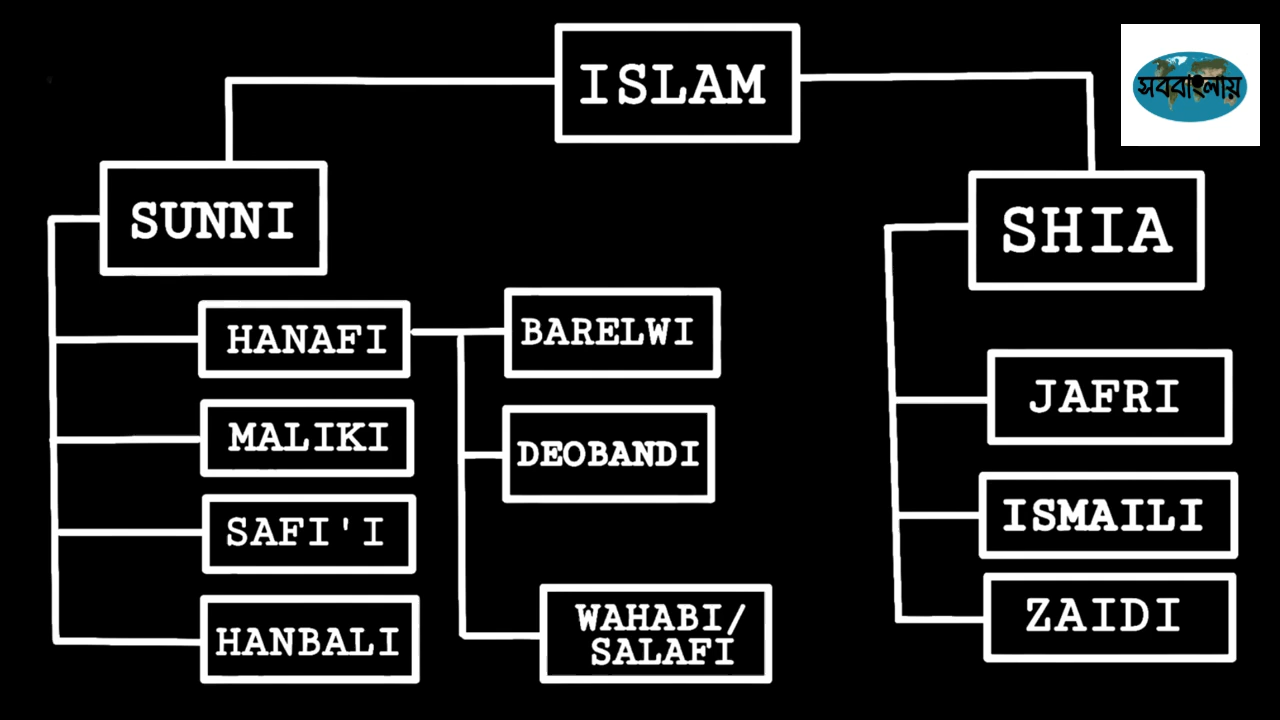 ISLAM
সববাংলায়
SUNNI
SHIA
HANAFI
BARELWI
MALIKI
DEOBANDI
SAFI'I
HANBALI
WAHABI/
SALAFI
JAFRI
ISMAILI
ZAIDI